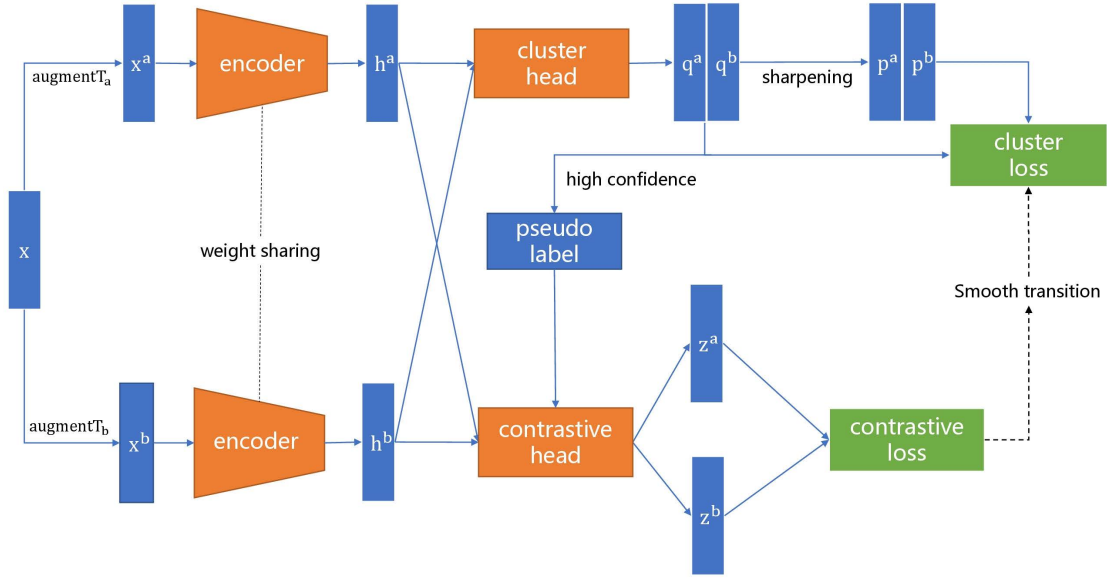 augmentTₐ
xᵃ
encoder
hᵃ
cluster
head
qᵃ qᵇ
sharpening
pᵃ pᵇ
cluster
loss
high confidence
pseudo
label
x
weight sharing
Smooth transition
zᵃ
augmentT_b
xᵇ
encoder
hᵇ
contrastive
head
contrastive
loss
zᵇ